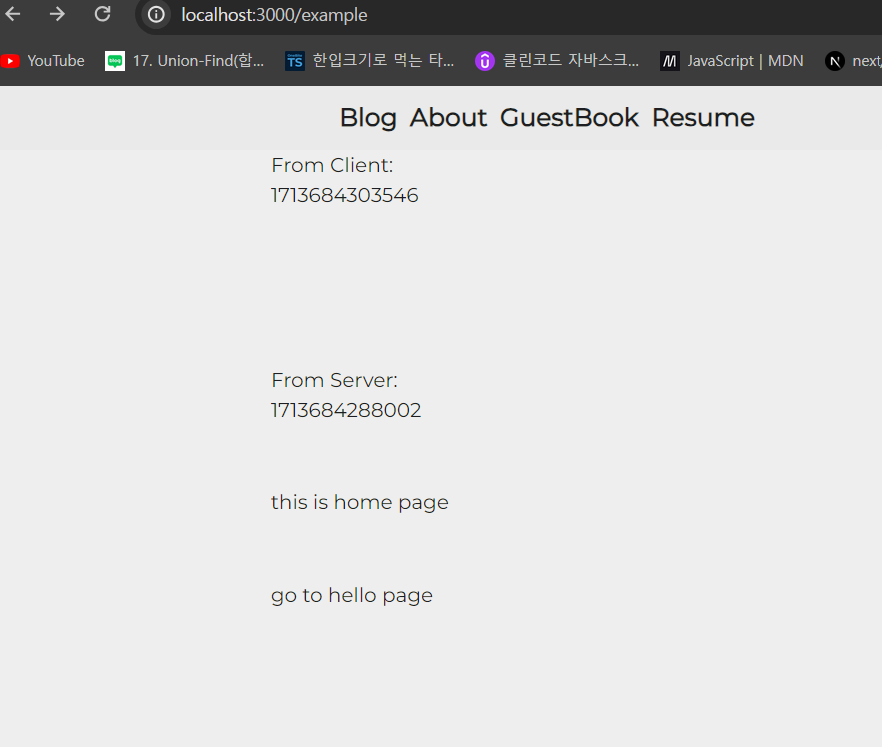 localhost:3000/example
YouTube 17. Union-Find(합... TS 한입크기로 먹는 타... 클린코드 자바스크... JavaScript | MDN N next
Blog About GuestBook Resume
From Client:
1713684303546
From Server:
1713684288002
this is home page
go to hello page